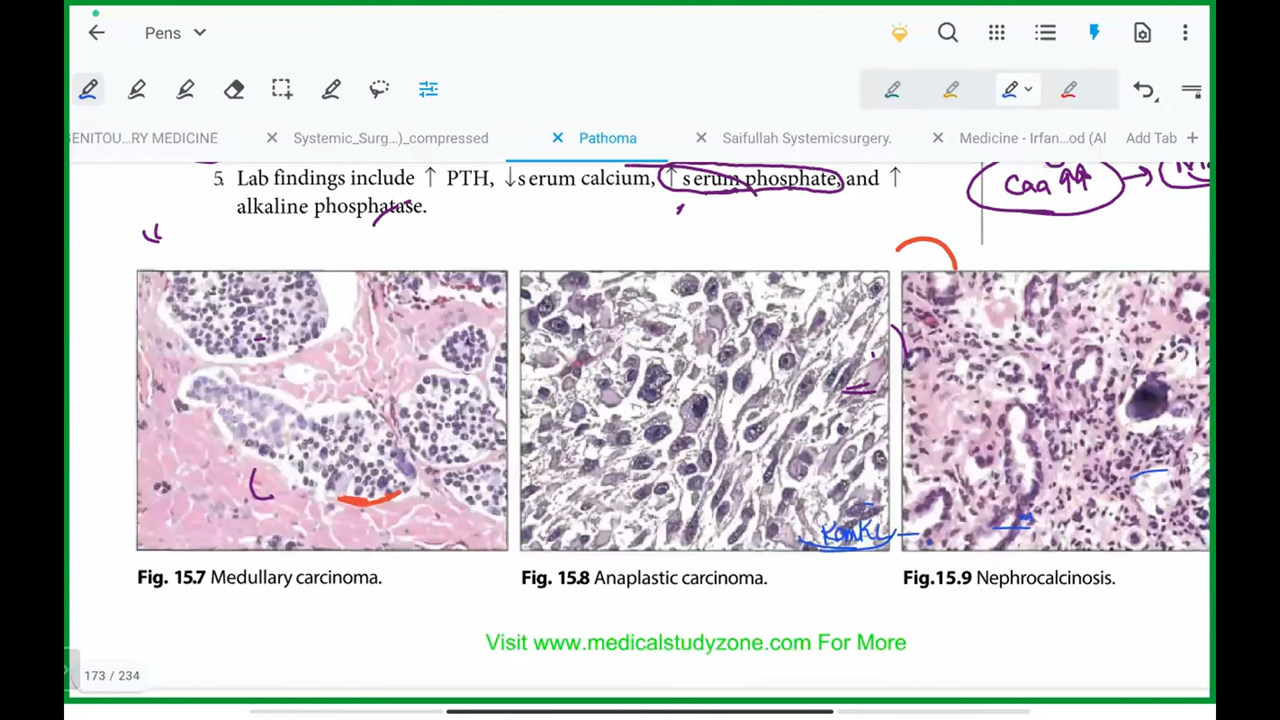 Pens
GENITOU...RY MEDICINE
Systemic_Surg...)_compressed
Pathoma
Saifullah Systemicsurgery.
Medicine - Irfan...od (Al
Add Tab
5. Lab findings include ↑ PTH, ↓serum calcium, ↑serum phosphate, and ↑
alkaline phosphatase.
Caa ↑↑ →
Fig. 15.7 Medullary carcinoma.
Fig. 15.8 Anaplastic carcinoma.
Fig.15.9 Nephrocalcinosis.
Visit www.medicalstudyzone.com For More
173 / 234